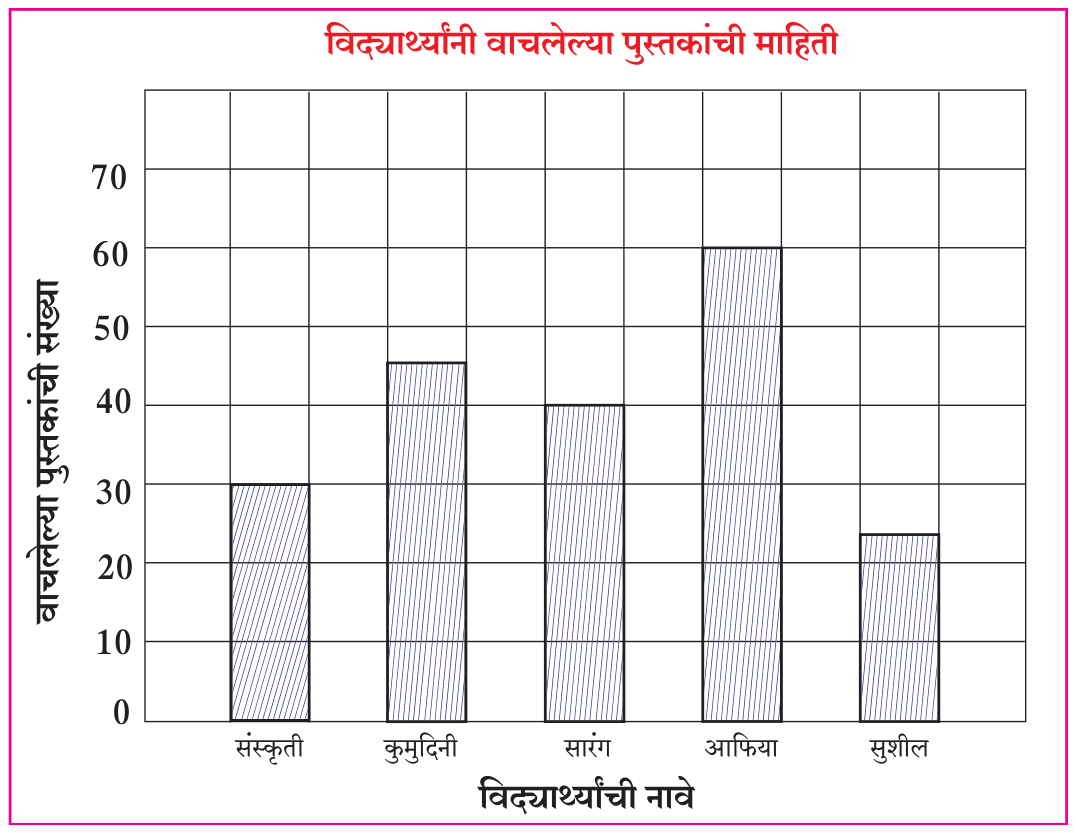 विद्यार्थ्यांनी वाचलेल्या पुस्तकांची माहिती
वाचलेल्या पुस्तकांची संख्या
70
60
50
40
30
20
10
0
संस्कृती कुमुदिनी सारंग आफिया सुशील
विद्यार्थ्यांची नावे